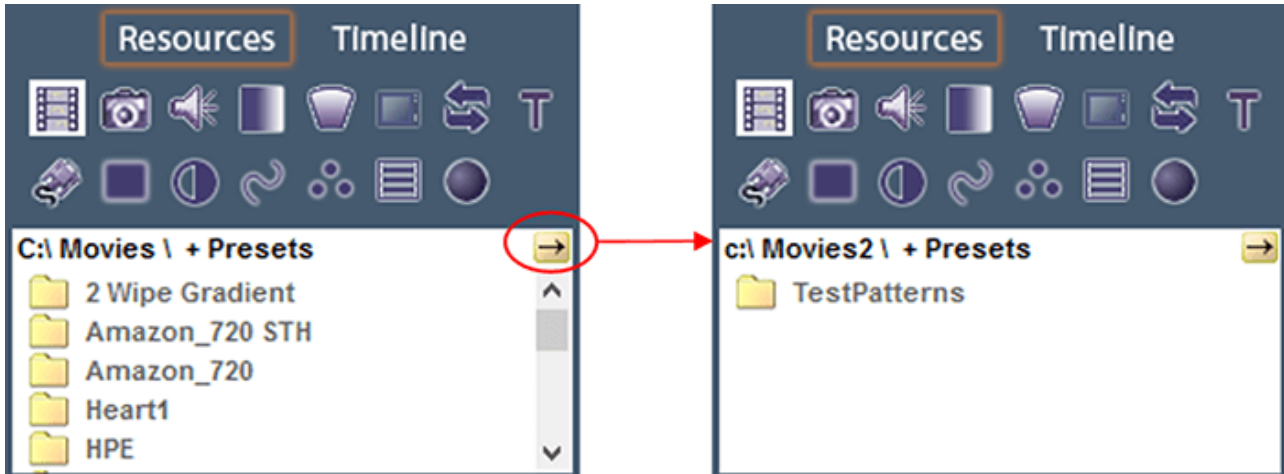 Resources Timeline
T
C:\ Movies \ + Presets
2 Wipe Gradient
Amazon_720 STH
Amazon_720
Heart1
HPE
Resources Timeline
T
c:\ Movies2 \ + Presets
TestPatterns